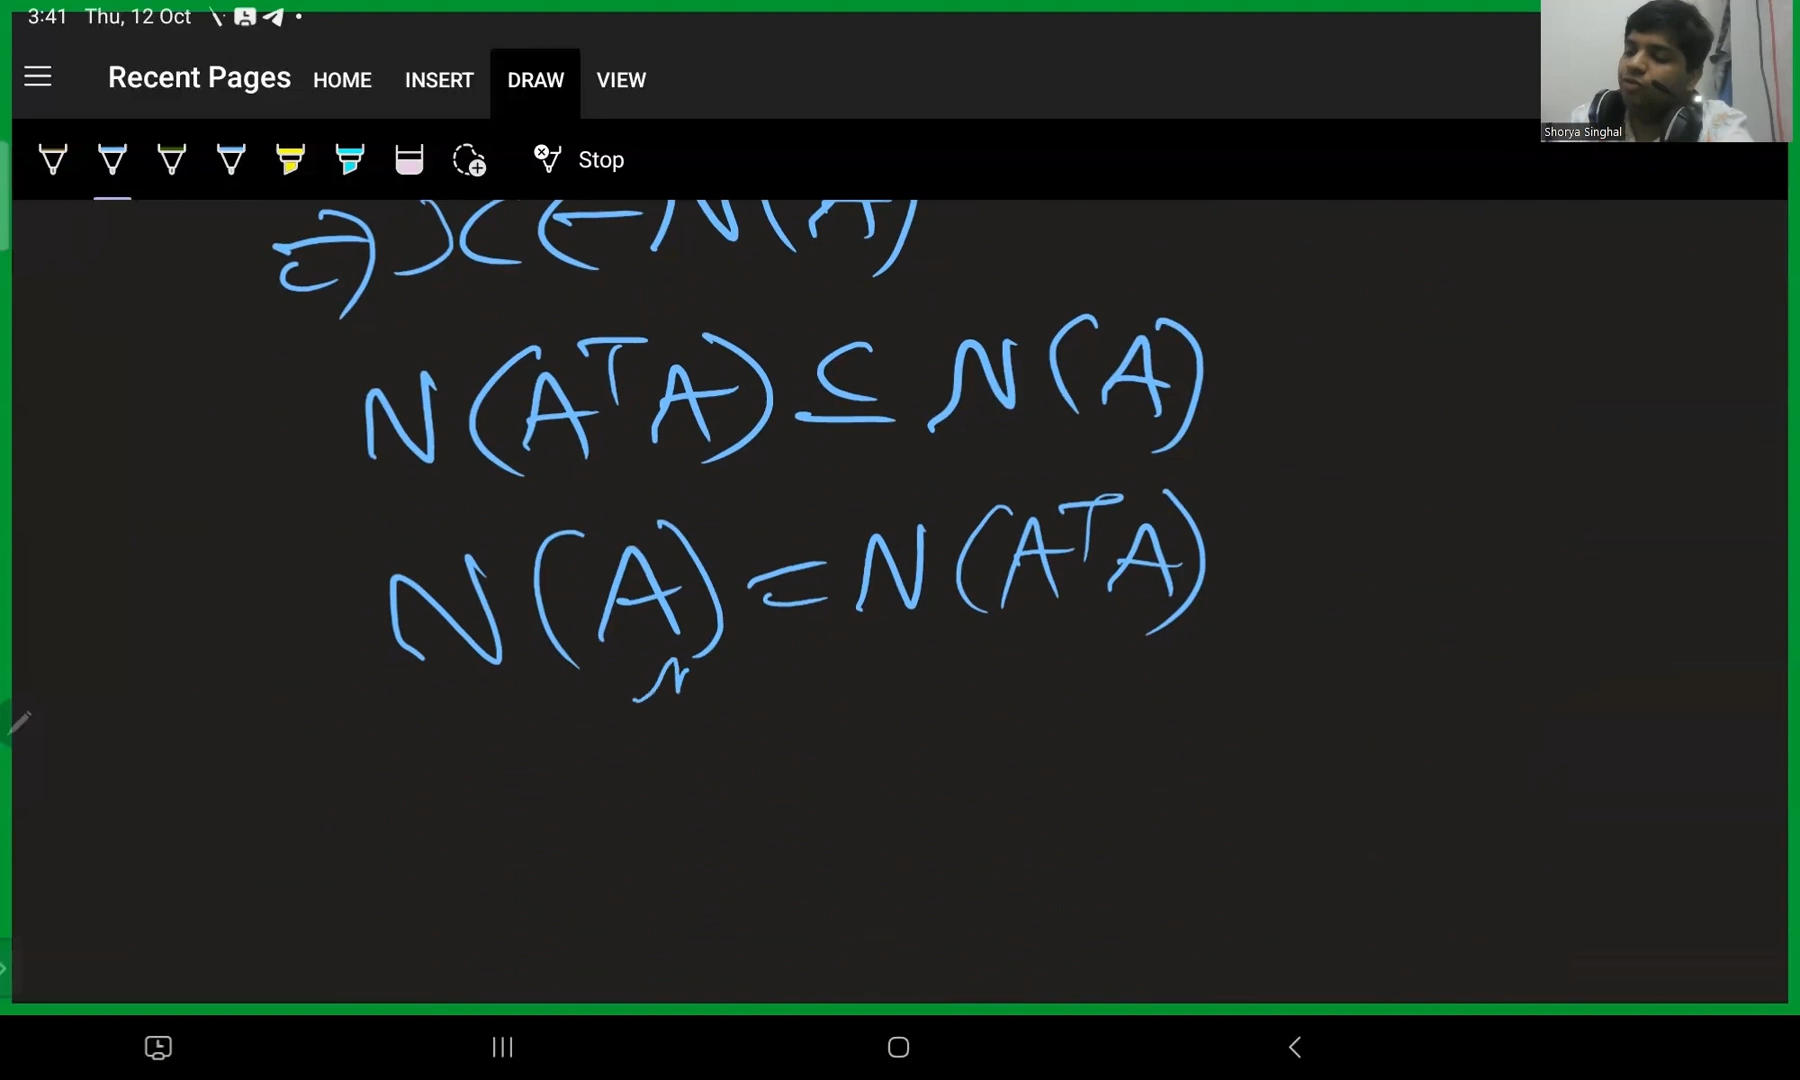 3:41 Thu, 12 Oct
Recent Pages HOME INSERT DRAW VIEW
Shorya Singhal
Stop
⇒ x ∈ N(A)
N(AᵀA) ⊆ N(A)
N(A) = N(AᵀA)